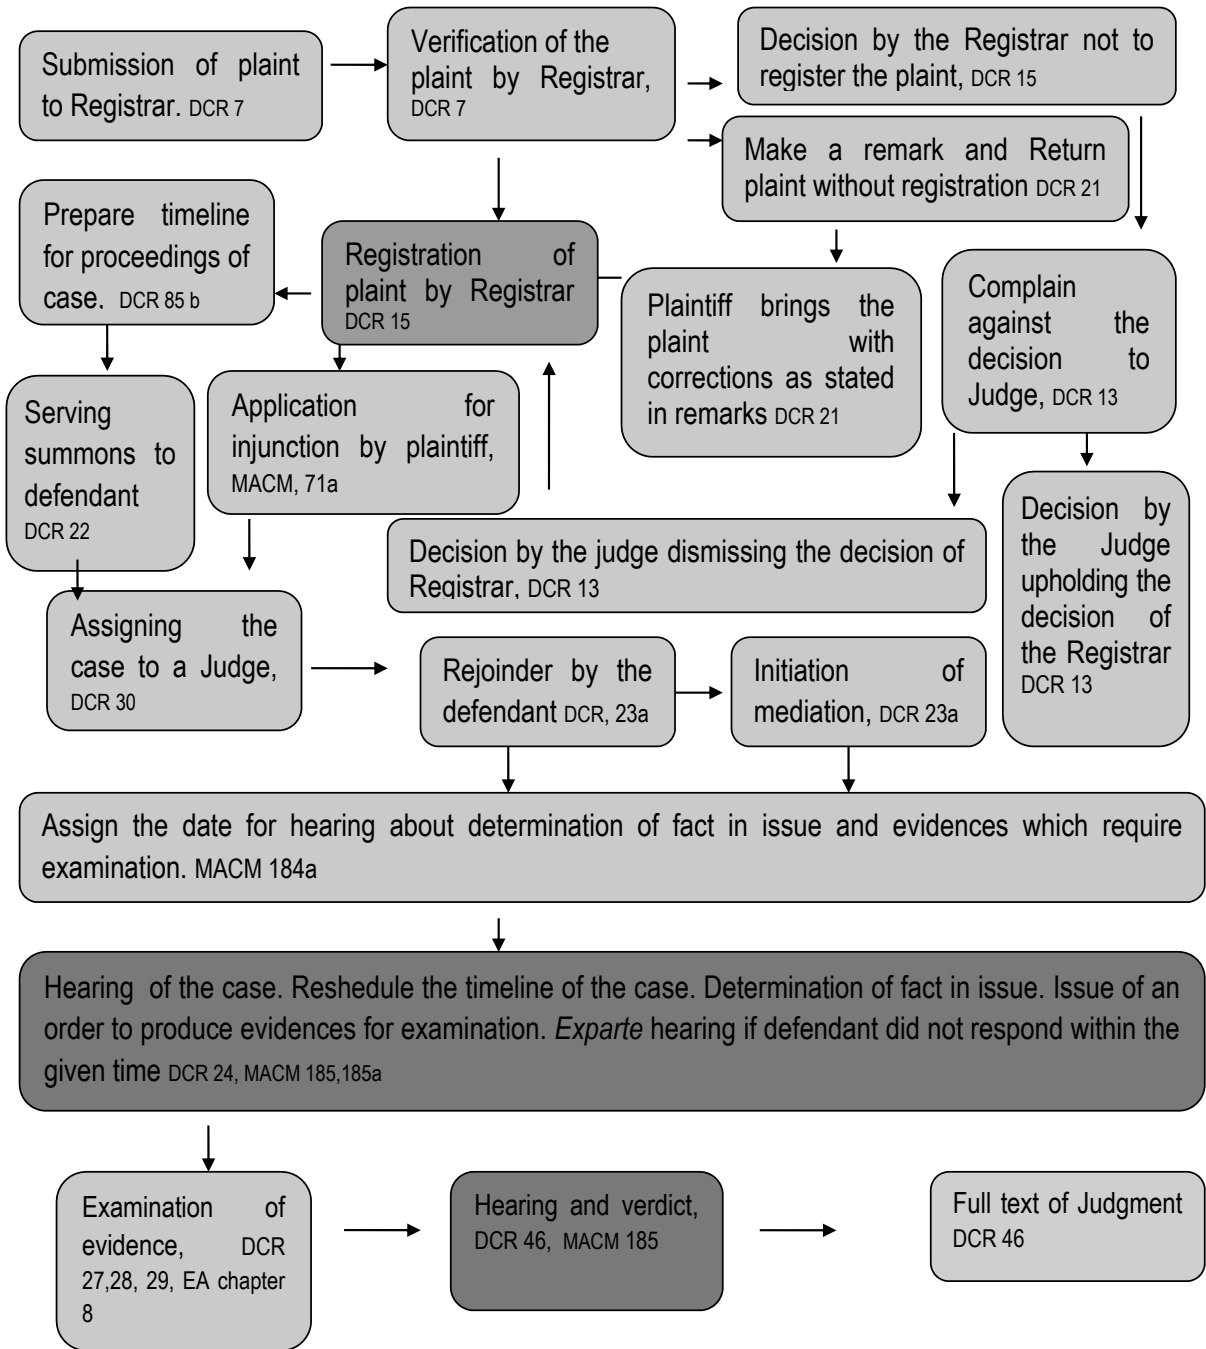 Submission of plaint
to Registrar. DCR 7
Verification of the
plaint by Registrar,
DCR 7
Decision by the Registrar not to
register the plaint, DCR 15
Make a remark and Return
plaint without registration DCR 21
Prepare timeline
for proceedings of
case. DCR 85 b
Registration of
plaint by Registrar
DCR 15
Plaintiff brings the
plaint with
corrections as stated
in remarks DCR 21
Complain
against the
decision to
Judge, DCR 13
Serving
summons to
defendant
DCR 22
Application for
injunction by plaintiff,
MACM, 71a
Decision by the judge dismissing the decision of
Registrar, DCR 13
Decision by
the Judge
upholding the
decision of
the Registrar
DCR 13
Assigning the
case to a Judge,
DCR 30
Rejoinder by the
defendant DCR, 23a
Initiation of
mediation, DCR 23a
Assign the date for hearing about determination of fact in issue and evidences which require
examination. MACM 184a
Hearing of the case. Reshedule the timeline of the case. Determination of fact in issue. Issue of an
order to produce evidences for examination. Exparte hearing if defendant did not respond within the
given time DCR 24, MACM 185,185a
Examination of
evidence, DCR
27,28, 29, EA chapter
8
Hearing and verdict,
DCR 46, MACM 185
Full text of Judgment
DCR 46